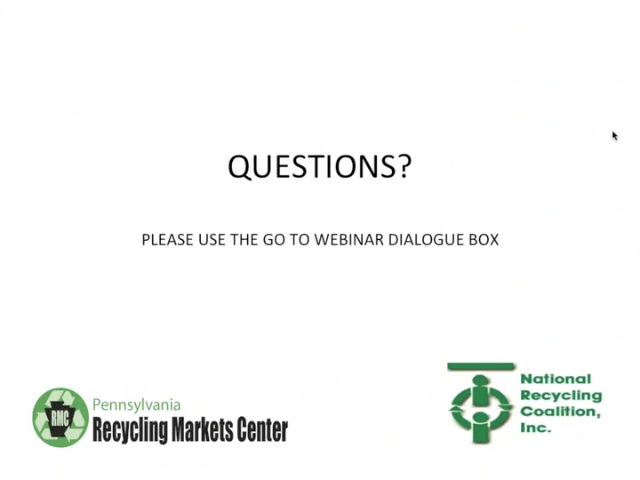 QUESTIONS?
PLEASE USE THE GO TO WEBINAR DIALOGUE BOX
RMC
Pennsylvania
Recycling Markets Center
National
Recycling
Coalition,
Inc.